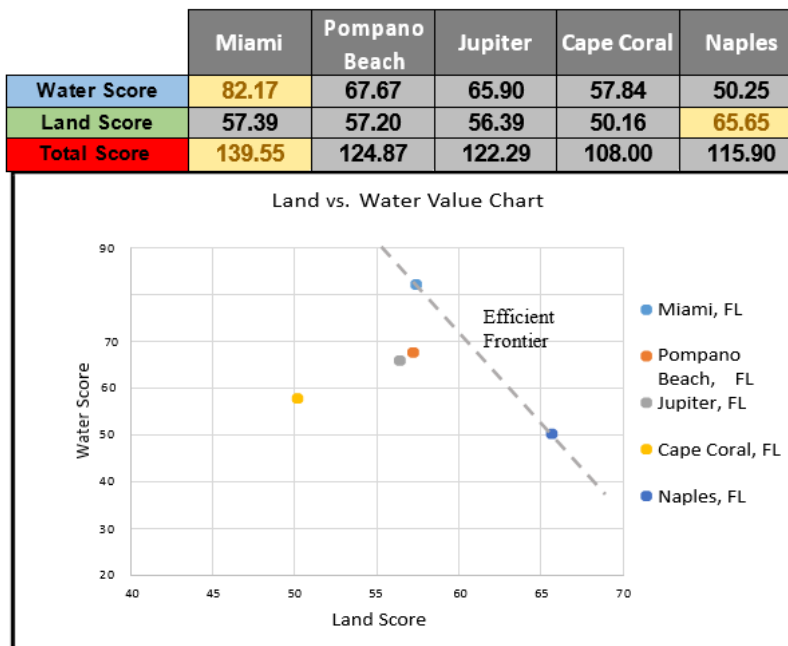 Miami Pompano Beach Jupiter Cape Coral Naples
Water Score 82.17 67.67 65.90 57.84 50.25
Land Score 57.39 57.20 56.39 50.16 65.65
Total Score 139.55 124.87 122.29 108.00 115.90
Land vs. Water Value Chart
90
70
60
50
40
30
20
Water Score
40 45 50 55 60 65 70
Land Score
Efficient
Frontier
Miami, FL
Pompano
Beach, FL
Jupiter, FL
Cape Coral, FL
Naples, FL